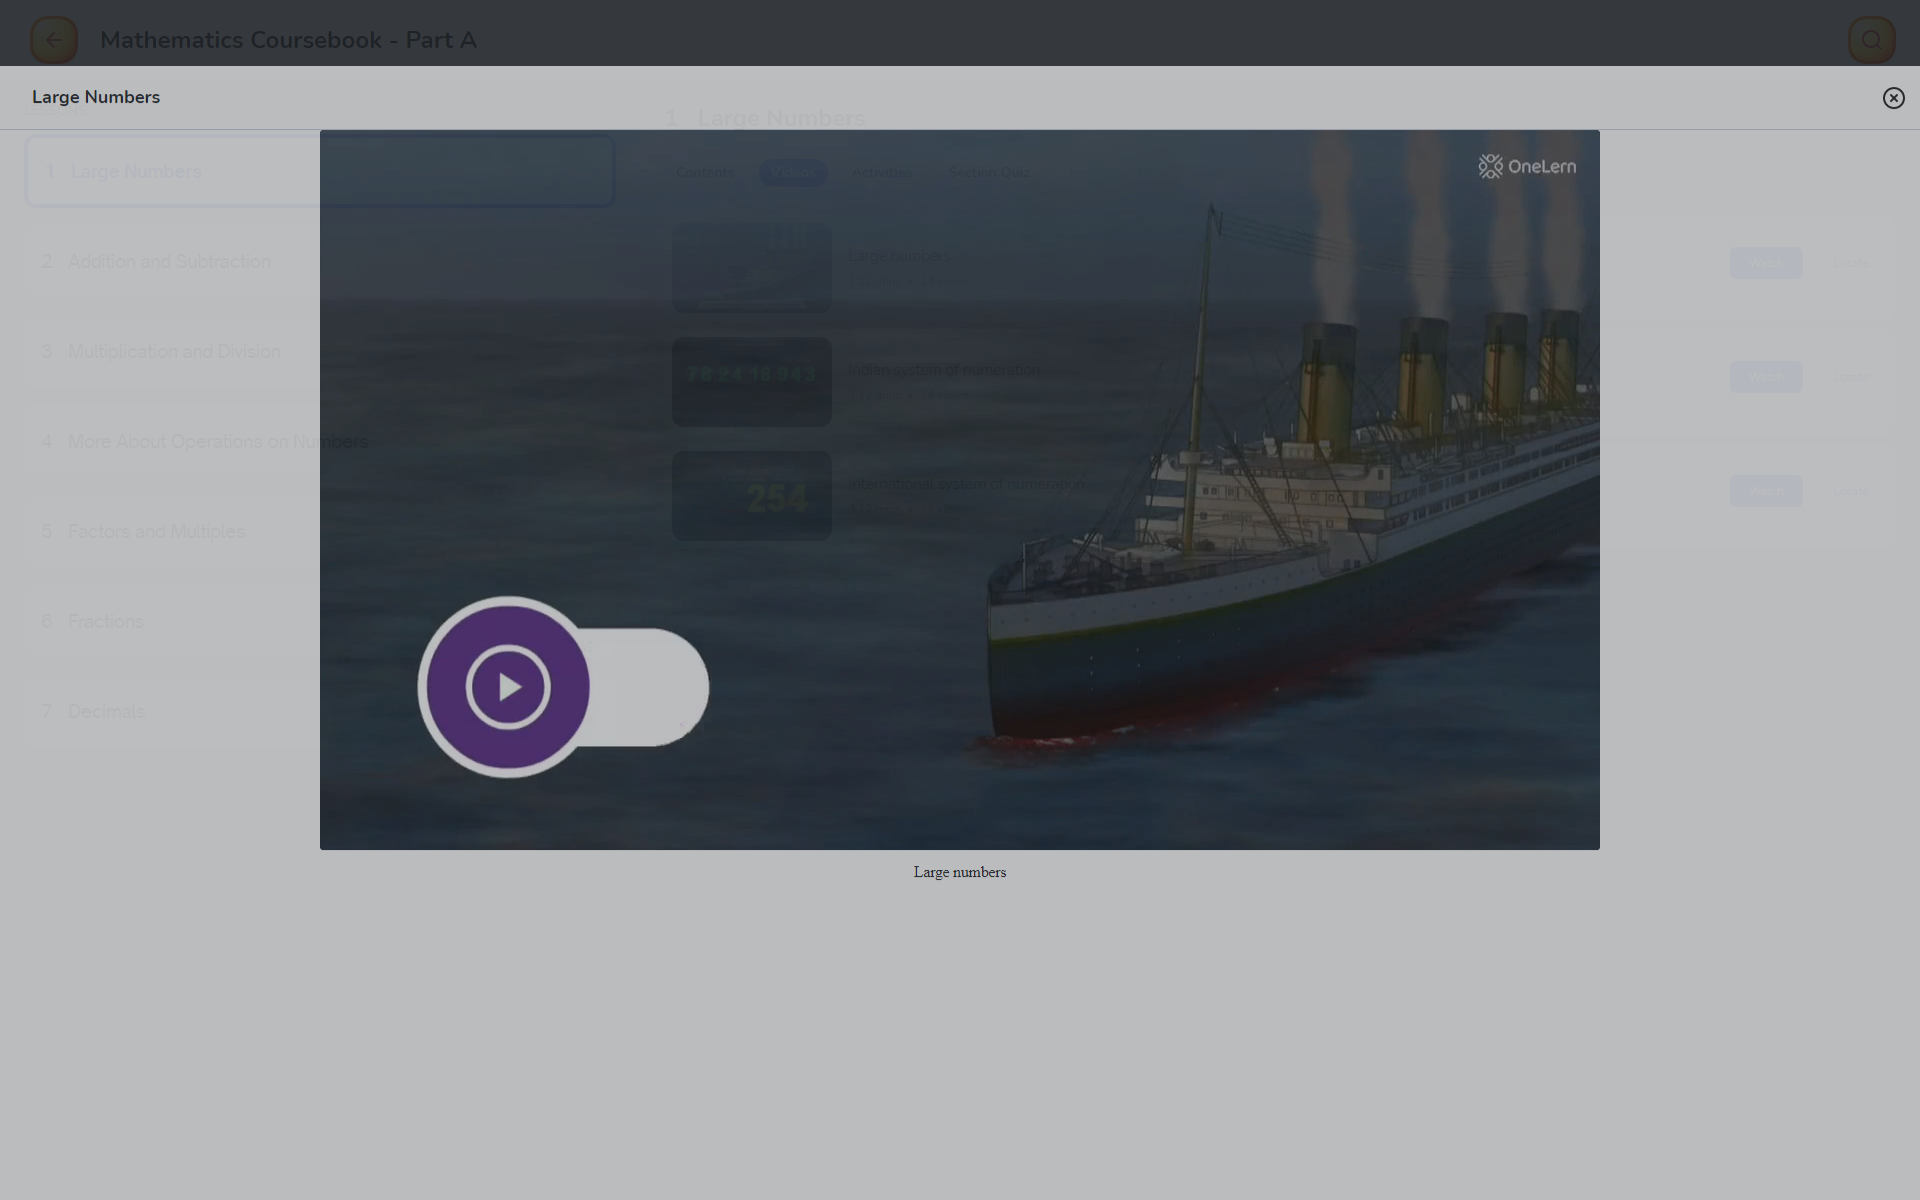 Mathematics Coursebook - Part A
Large Numbers
1 Large Numbers
1 Large Numbers
2 Addition and Subtraction
3 Multiplication and Division
4 More About Operations on Numbers
5 Factors and Multiples
6 Fractions
7 Decimals
Contents Videos Activities Section Quiz
OneLern
Large numbers
78 24 18 943
Indian system of numeration
254
International system of numeration
Large numbers